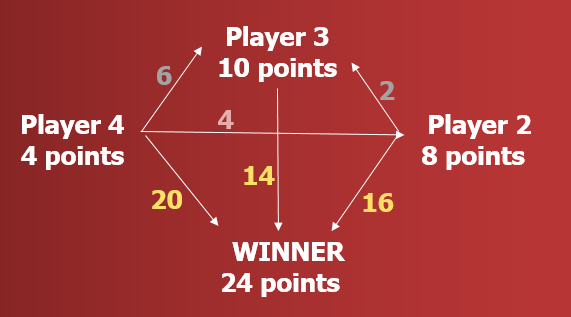 Player 3
10 points
6
2
Player 4
4 points
4
Player 2
8 points
14
20
16
WINNER
24 points